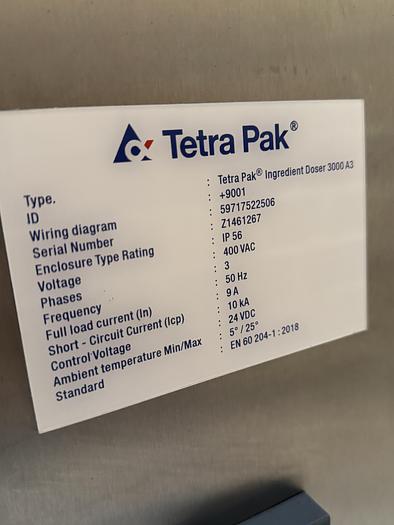 Tetra Pak®
Type. : Tetra Pak® Ingredient Doser 3000 A3
ID : +9001
Wiring diagram : 59717522506
Serial Number : Z1461267
Enclosure Type Rating : IP 56
Voltage : 400 VAC
Phases : 3
Frequency : 50 Hz
Full load current (In) : 9 A
Short - Circuit Current (Icp) : 10 kA
Control Voltage : 24 VDC
Ambient temperature Min/Max : 5° / 25°
Standard : EN 60 204-1 : 2018